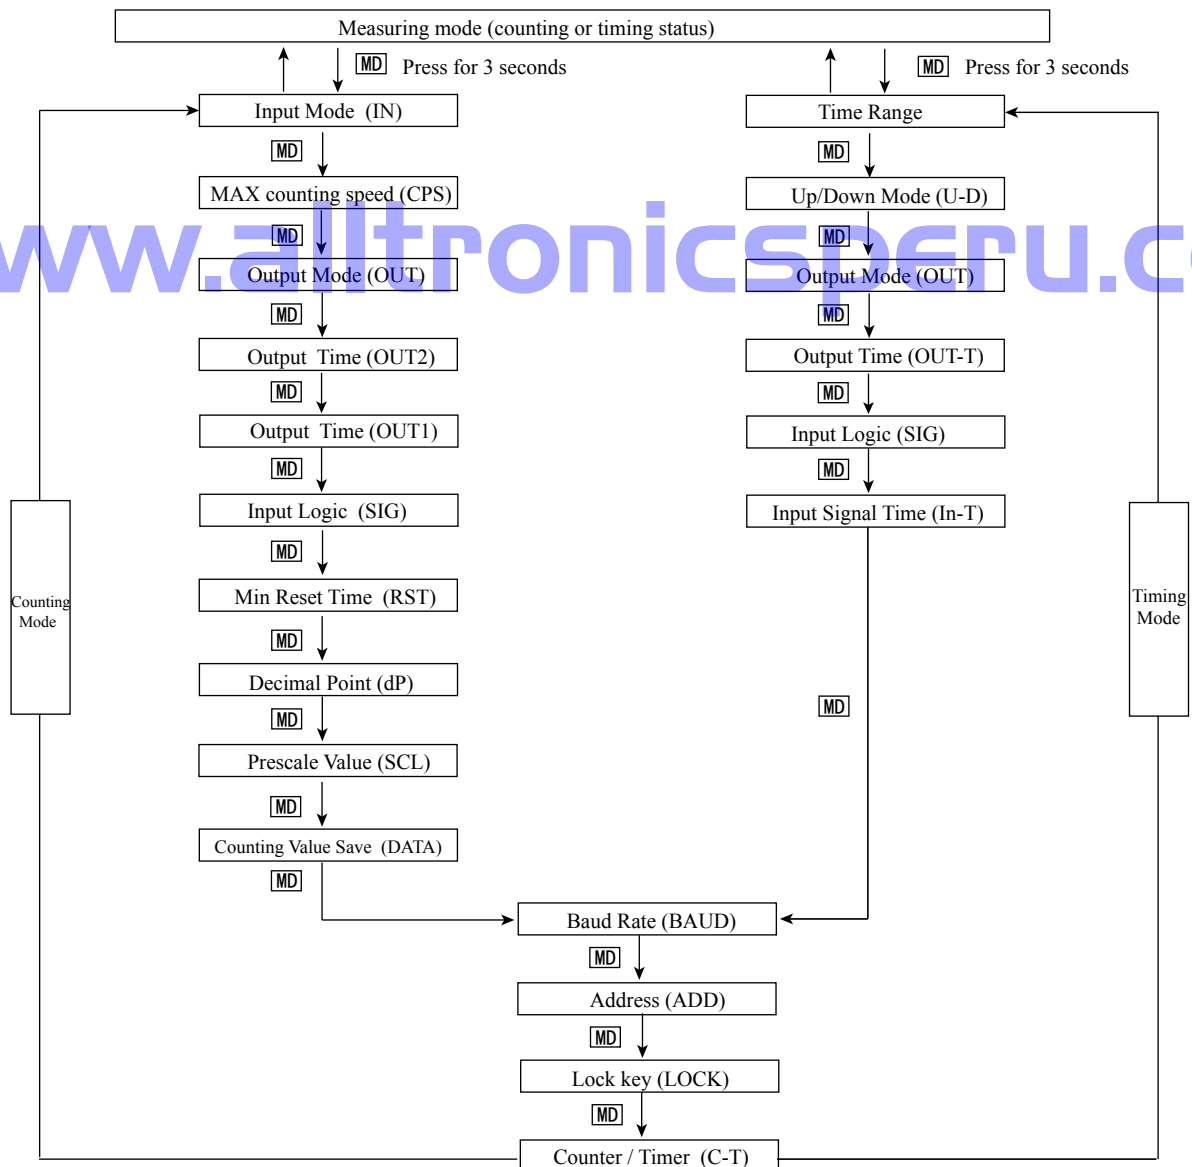 Measuring mode (counting or timing status)
MD Press for 3 seconds
MD Press for 3 seconds
Input Mode (IN)
Time Range
MD
MD
MAX counting speed (CPS)
Up/Down Mode (U-D)
www.alltronicsperu.c
MD
MD
Output Mode (OUT)
Output Mode (OUT)
MD
MD
Output Time (OUT2)
Output Time (OUT-T)
MD
MD
Output Time (OUT1)
Input Logic (SIG)
MD
MD
Input Logic (SIG)
Input Signal Time (In-T)
MD
Min Reset Time (RST)
Counting
Mode
Timing
Mode
MD
Decimal Point (dP)
MD
MD
Prescale Value (SCL)
MD
Counting Value Save (DATA)
MD
Baud Rate (BAUD)
MD
Address (ADD)
MD
Lock key (LOCK)
MD
Counter / Timer (C-T)